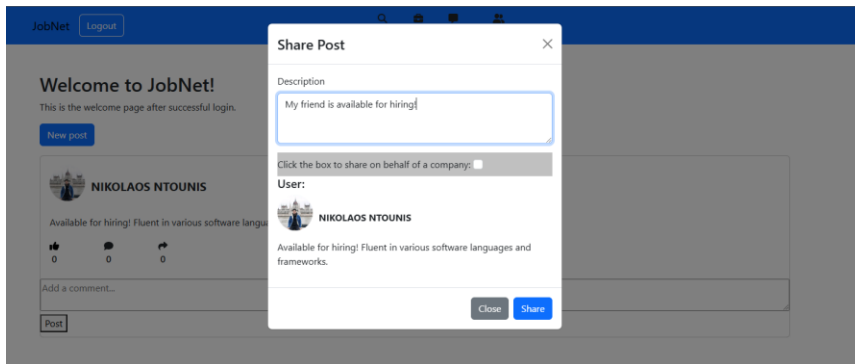 JobNet Logout
Share Post
Description
My friend is available for hiring!
Click the box to share on behalf of a company:
User:
NIKOLAOS NTOUNIS
Available for hiring! Fluent in various software languages and
frameworks.
Close Share
Welcome to JobNet!
This is the welcome page after successful login.
New post
NIKOLAOS NTOUNIS
Available for hiring! Fluent in various software langu
0 0 0
Add a comment...
Post